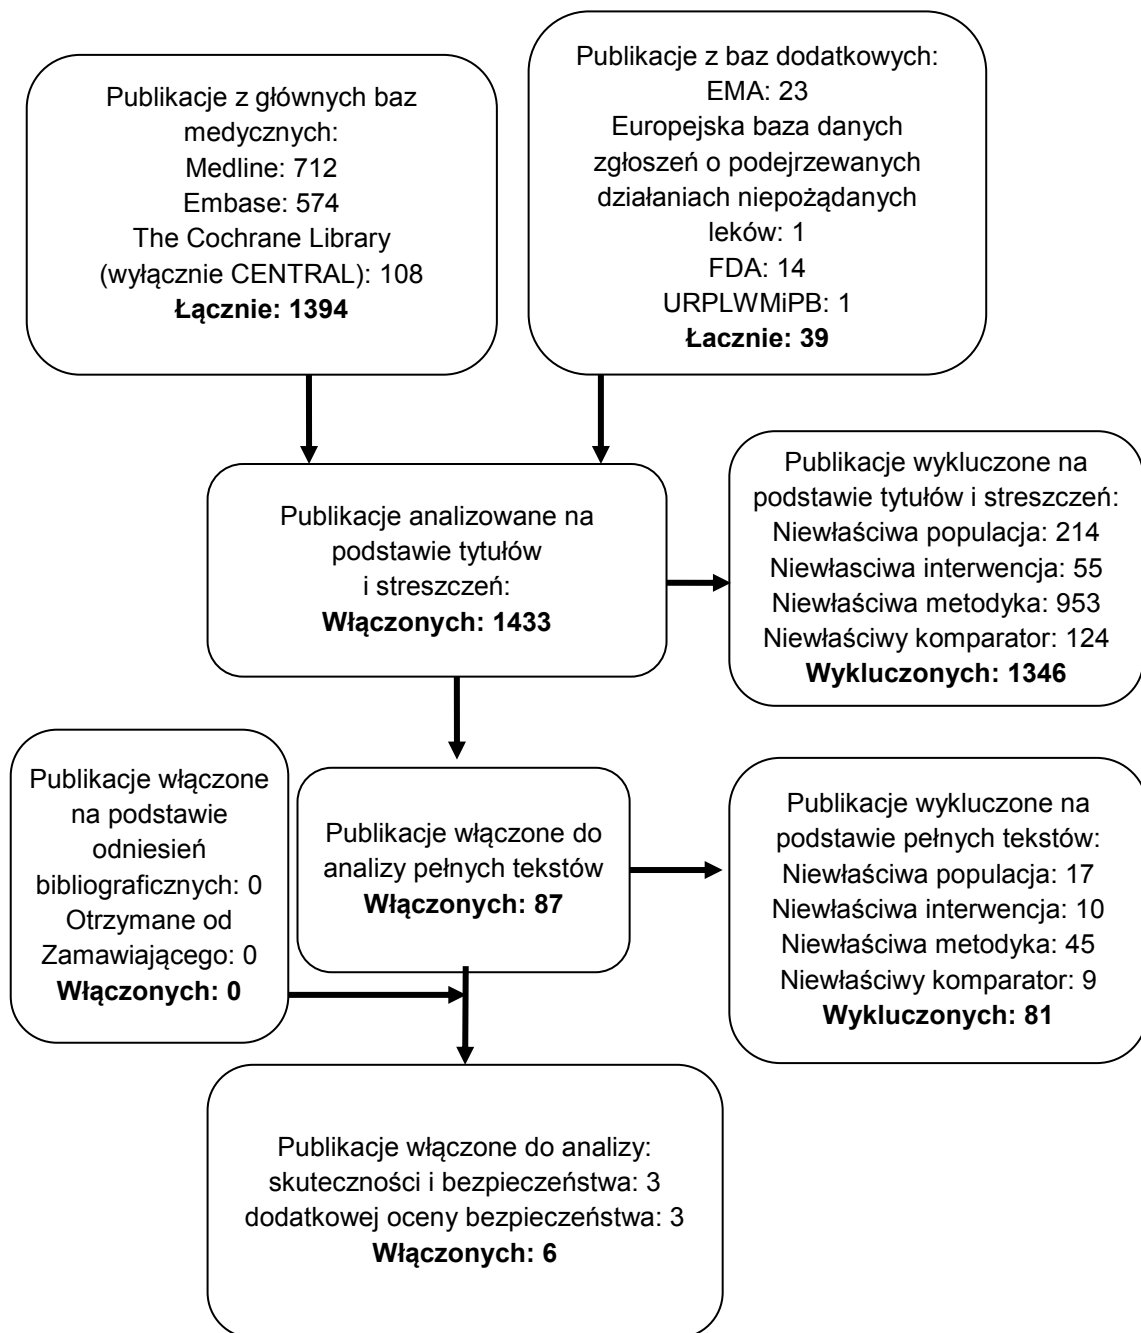 Publikacje z głównych baz
medycznych:
Medline: 712
Embase: 574
The Cochrane Library
(wyłącznie CENTRAL): 108
Łącznie: 1394
Publikacje z baz dodatkowych:
EMA: 23
Europejska baza danych
zgłoszeń o podejrzewanych
działaniach niepożądanych
leków: 1
FDA: 14
URPLWMiPB: 1
Łacznie: 39
Publikacje analizowane na
podstawie tytułów
i streszczeń:
Włączonych: 1433
Publikacje wykluczone na
podstawie tytułów i streszczeń:
Niewłaściwa populacja: 214
Niewłasciwa interwencja: 55
Niewłaściwa metodyka: 953
Niewłaściwy komparator: 124
Wykluczonych: 1346
Publikacje włączone
na podstawie
odniesień
bibliograficznych: 0
Otrzymane od
Zamawiającego: 0
Włączonych: 0
Publikacje włączone do
analizy pełnych tekstów
Włączonych: 87
Publikacje wykluczone na
podstawie pełnych tekstów:
Niewłaściwa populacja: 17
Niewłaściwa interwencja: 10
Niewłaściwa metodyka: 45
Niewłaściwy komparator: 9
Wykluczonych: 81
Publikacje włączone do analizy:
skuteczności i bezpieczeństwa: 3
dodatkowej oceny bezpieczeństwa: 3
Włączonych: 6